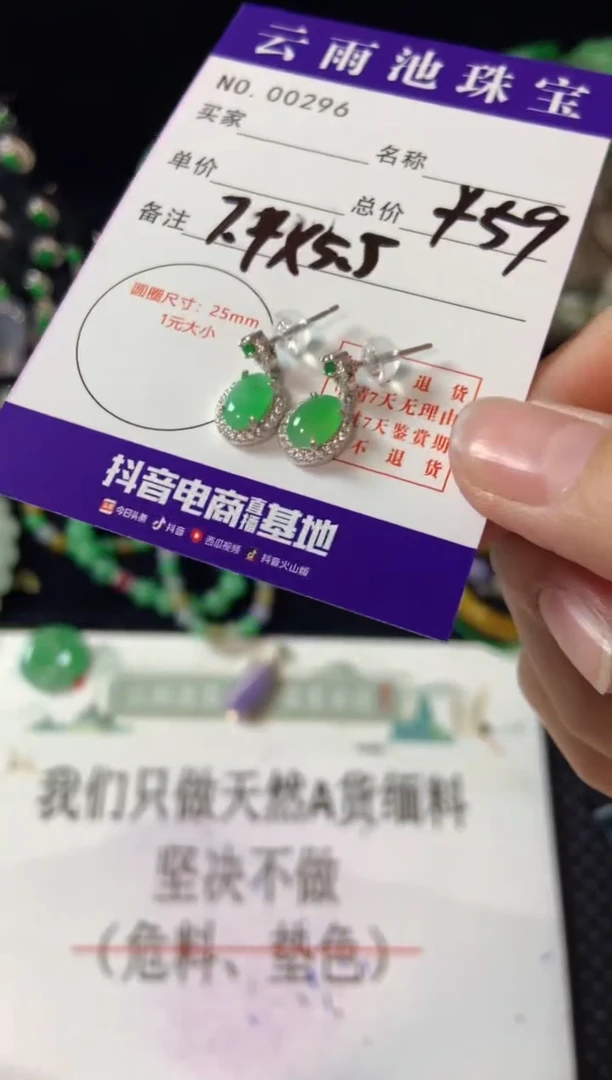 云雨池珠宝
NO. 00296
买家
名称
单价
总价 ¥59
备注 7.4X5.5
圆圈尺寸：25mm
1元大小
退货
7天无理由
7天鉴赏期
不退货
抖音电商直播基地
今日头条 抖音 西瓜视频 抖音火山版
我们只做天然A货缅料
坚决不做
（危料、垫色）